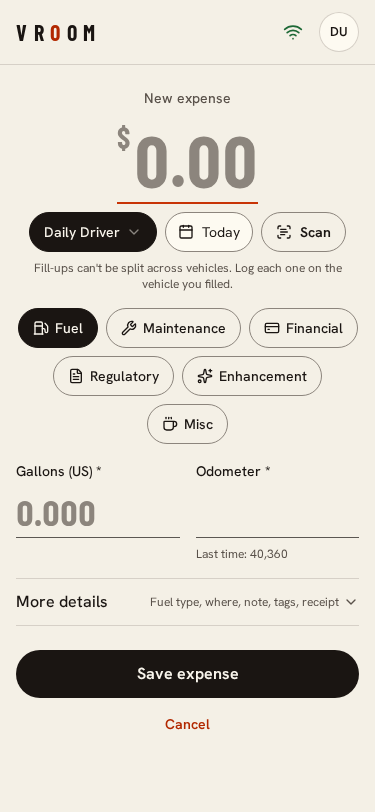 VROOM
DU
New expense
$0.00
Daily Driver
Today
Scan
Fill-ups can't be split across vehicles. Log each one on the
vehicle you filled.
Fuel
Maintenance
Financial
Regulatory
Enhancement
Misc
Gallons (US) *
Odometer *
0.000
Last time: 40,360
More details
Fuel type, where, note, tags, receipt
Save expense
Cancel